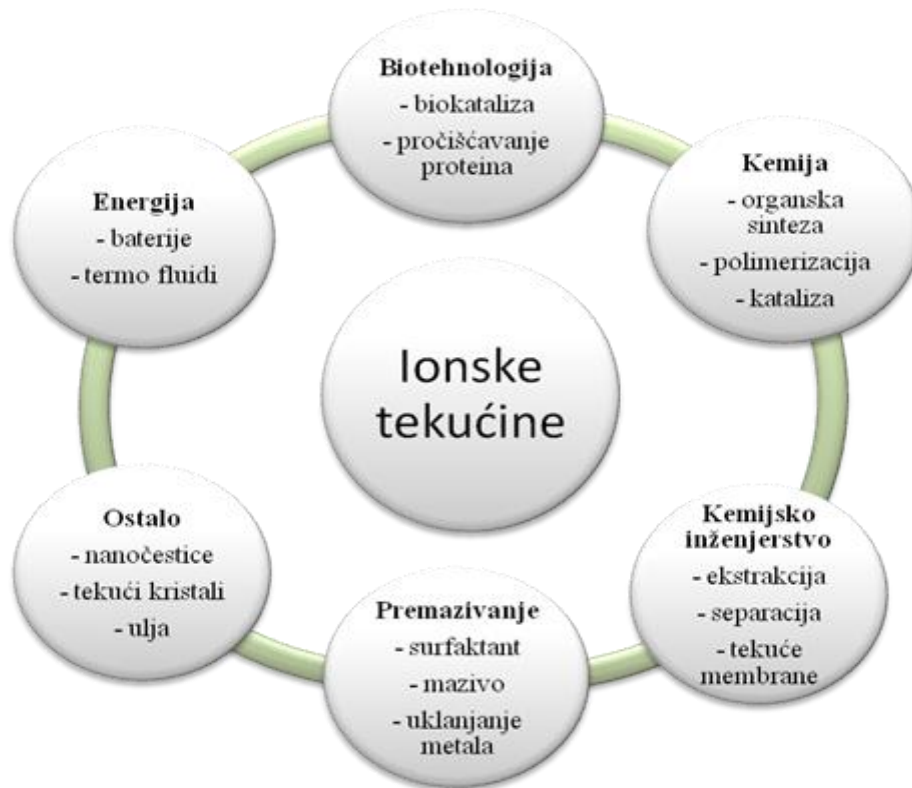 Biotehnologija
- biokataliza
- pročišćavanje
proteina
Kemija
- organska
sinteza
- polimerizacija
- kataliza
Energija
- baterije
- termo fluidi
Ionske
tekućine
Ostalo
- nanočestice
- tekući kristali
- ulja
Kemijsko
inženjerstvo
- ekstrakcija
- separacija
- tekuće
membrane
Premazivanje
- surfaktant
- mazivo
- uklanjanje
metala